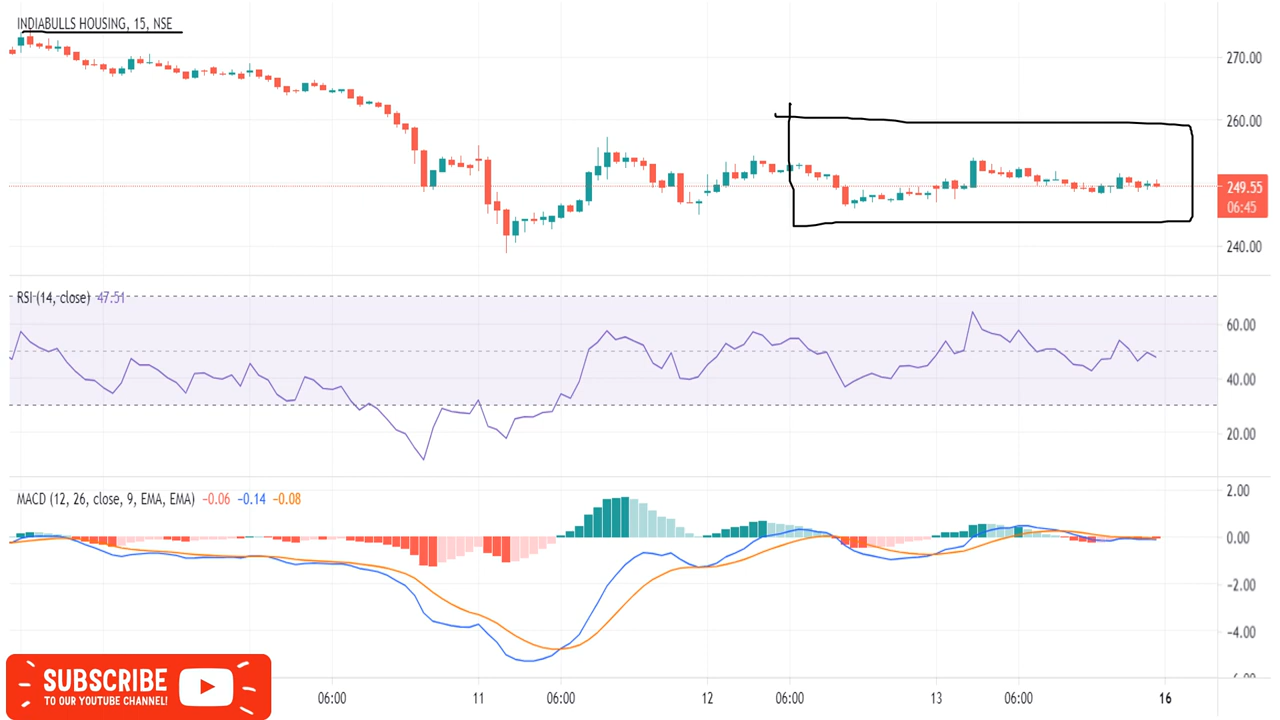 INDIABULLS HOUSING, 15, NSE
270.00
260.00
249.55
06:45
240.00
RSI (14, close) 47.51
60.00
40.00
20.00
MACD (12, 26, close, 9, EMA, EMA) −0.06 −0.14 −0.08
2.00
0.00
−2.00
−4.00
SUBSCRIBE
TO OUR YOUTUBE CHANNEL!
06:00 11 06:00 12 06:00 13 06:00 16